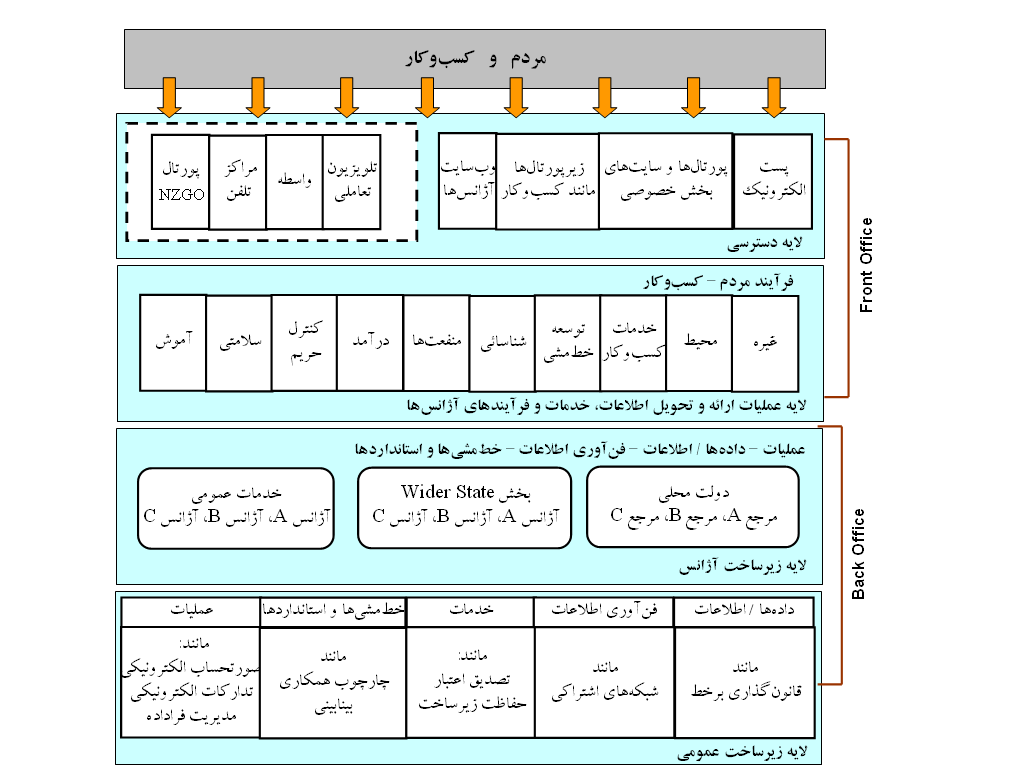 مردم و کسب‌و‌کار
پست
الکترونیک
پورتال‌ها و سایت‌های
بخش خصوصی
زیرپورتال‌ها
مانند کسب‌و‌کار
وب‌سایت
آژانس‌ها
تلویزیون
تعاملی
واسطه
مراکز
تلفن
پورتال
NZGO
لایه دسترسی
Front Office
فرآیند مردم – کسب‌و‌کار
غیره
محیط
خدمات
کسب‌و‌کار
توسعه
خط‌مشی
شناسائی
منفعت‌ها
درآمد
کنترل
حریم
سلامتی
آموش
لایه عملیات ارائه و تحویل اطلاعات، خدمات و فرآیندهای آژانس‌ها
عملیات – داده‌ها / اطلاعات – فن‌آوری اطلاعات – خط‌مشی‌ها و استانداردها
دولت محلی
مرجع A، مرجع B، مرجع C
بخش Wider State
آژانس A، آژانس B، آژانس C
خدمات عمومی
آژانس A، آژانس B، آژانس C
لایه زیرساخت آژانس
Back Office
داده‌ها / اطلاعات
فن‌آوری اطلاعات
خدمات
خط‌مشی‌ها و استانداردها
عملیات
مانند
قانون‌گذاری برخط
مانند
شبکه‌های اشتراکی
مانند:
تصدیق اعتبار
حفاظت زیرساخت
مانند
چارچوب همکاری
بینابینی
مانند:
صورتحساب الکترونیکی
تدارکات الکترونیکی
مدیریت فراداده
لایه زیرساخت عمومی